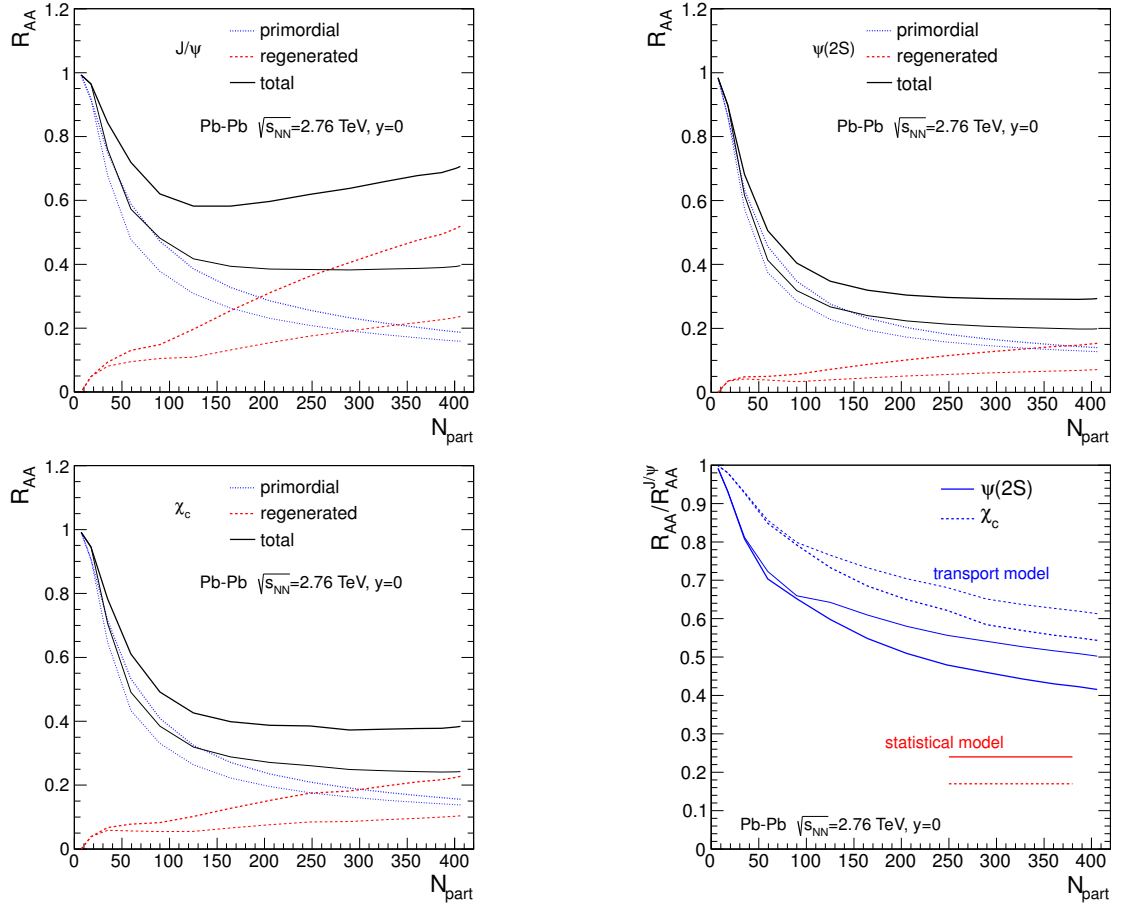 R_AA
1.2
1
0.8
0.6
0.4
0.2
0
J/ψ
primordial
regenerated
total
Pb-Pb √s_NN=2.76 TeV, y=0
0 50 100 150 200 250 300 350 400
N_part
R_AA
1.2
1
0.8
0.6
0.4
0.2
0
ψ(2S)
primordial
regenerated
total
Pb-Pb √s_NN=2.76 TeV, y=0
0 50 100 150 200 250 300 350 400
N_part
R_AA
1.2
1
0.8
0.6
0.4
0.2
0
χ_c
primordial
regenerated
total
Pb-Pb √s_NN=2.76 TeV, y=0
0 50 100 150 200 250 300 350 400
N_part
R_AA/R_AA^J/ψ
1
0.9
0.8
0.7
0.6
0.5
0.4
0.3
0.2
0.1
0
ψ(2S)
χ_c
transport model
statistical model
Pb-Pb √s_NN=2.76 TeV, y=0
0 50 100 150 200 250 300 350 400
N_part